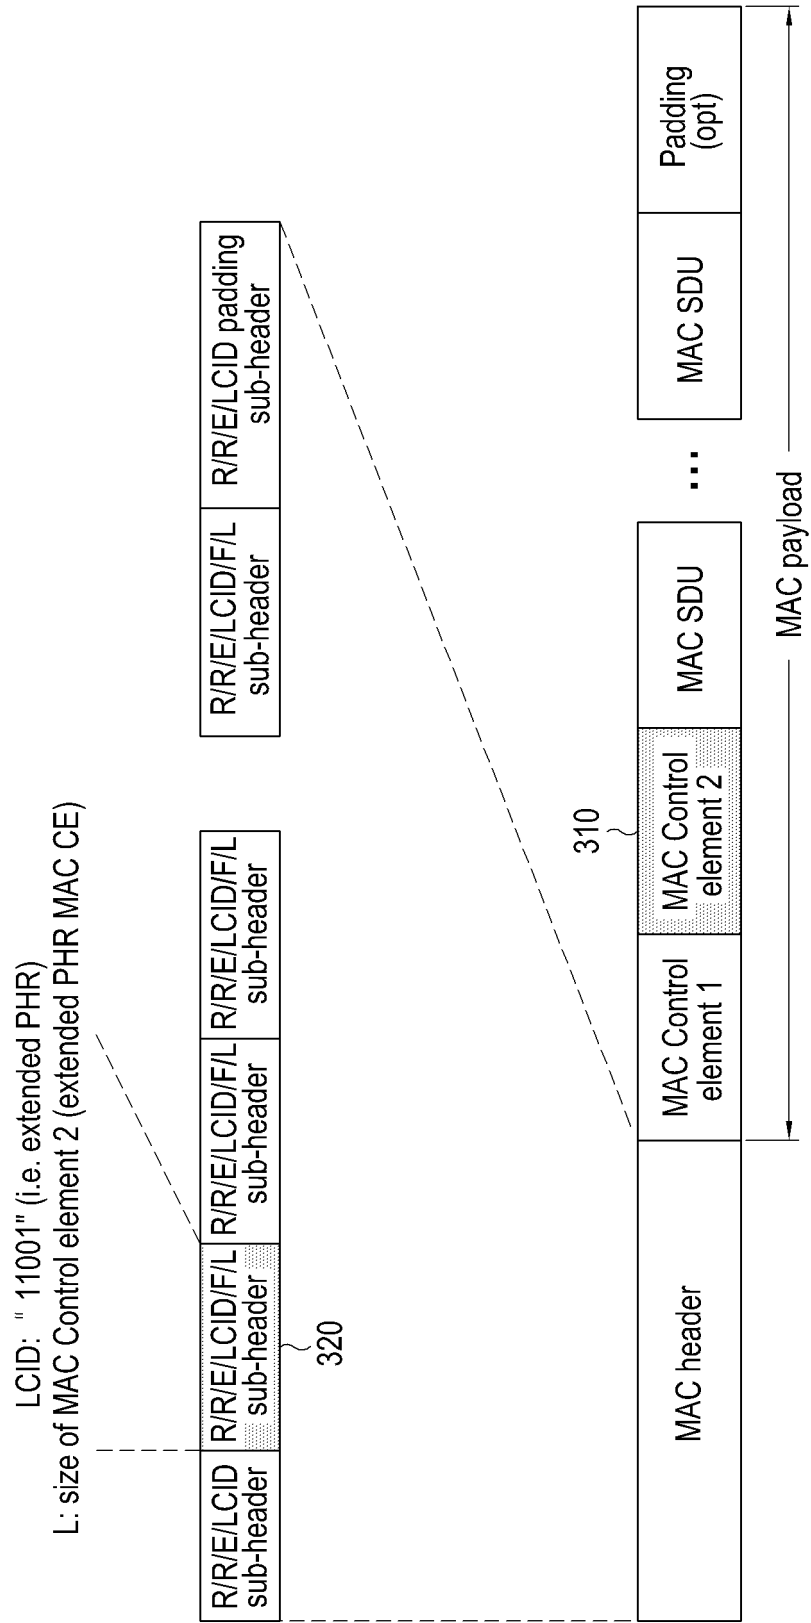 LCID: “ 11001" (i.e. extended PHR)
L: size of MAC Control element 2 (extended PHR MAC CE)
R/R/E/LCID
sub-header
R/R/E/LCID/F/L
sub-header
R/R/E/LCID/F/L
sub-header
R/R/E/LCID/F/L
sub-header
R/R/E/LCID/F/L
sub-header
R/R/E/LCID padding
sub-header
320
310
MAC header
MAC Control
element 1
MAC Control
element 2
MAC SDU
...
MAC SDU
Padding
(opt)
MAC payload